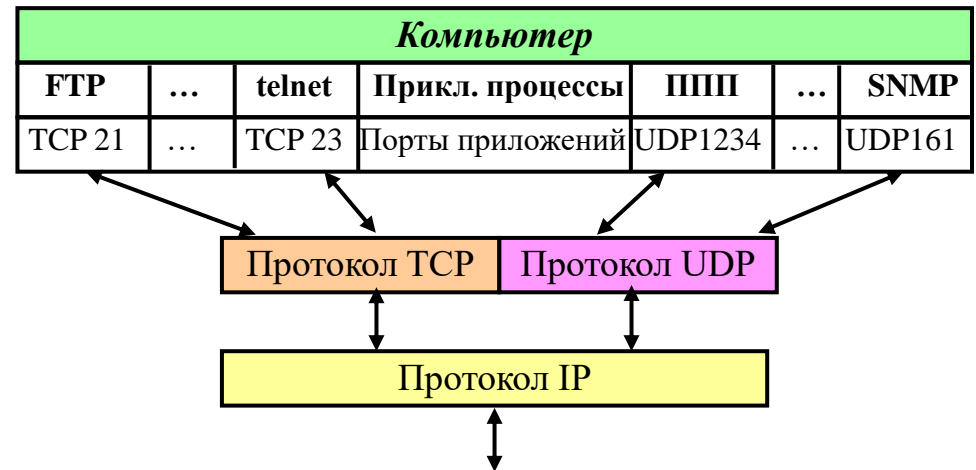 Компьютер
FTP … telnet Прикл. процессы ППП … SNMP
TCP 21 … TCP 23 Порты приложений UDP1234 … UDP161
Протокол TCP Протокол UDP
Протокол IP